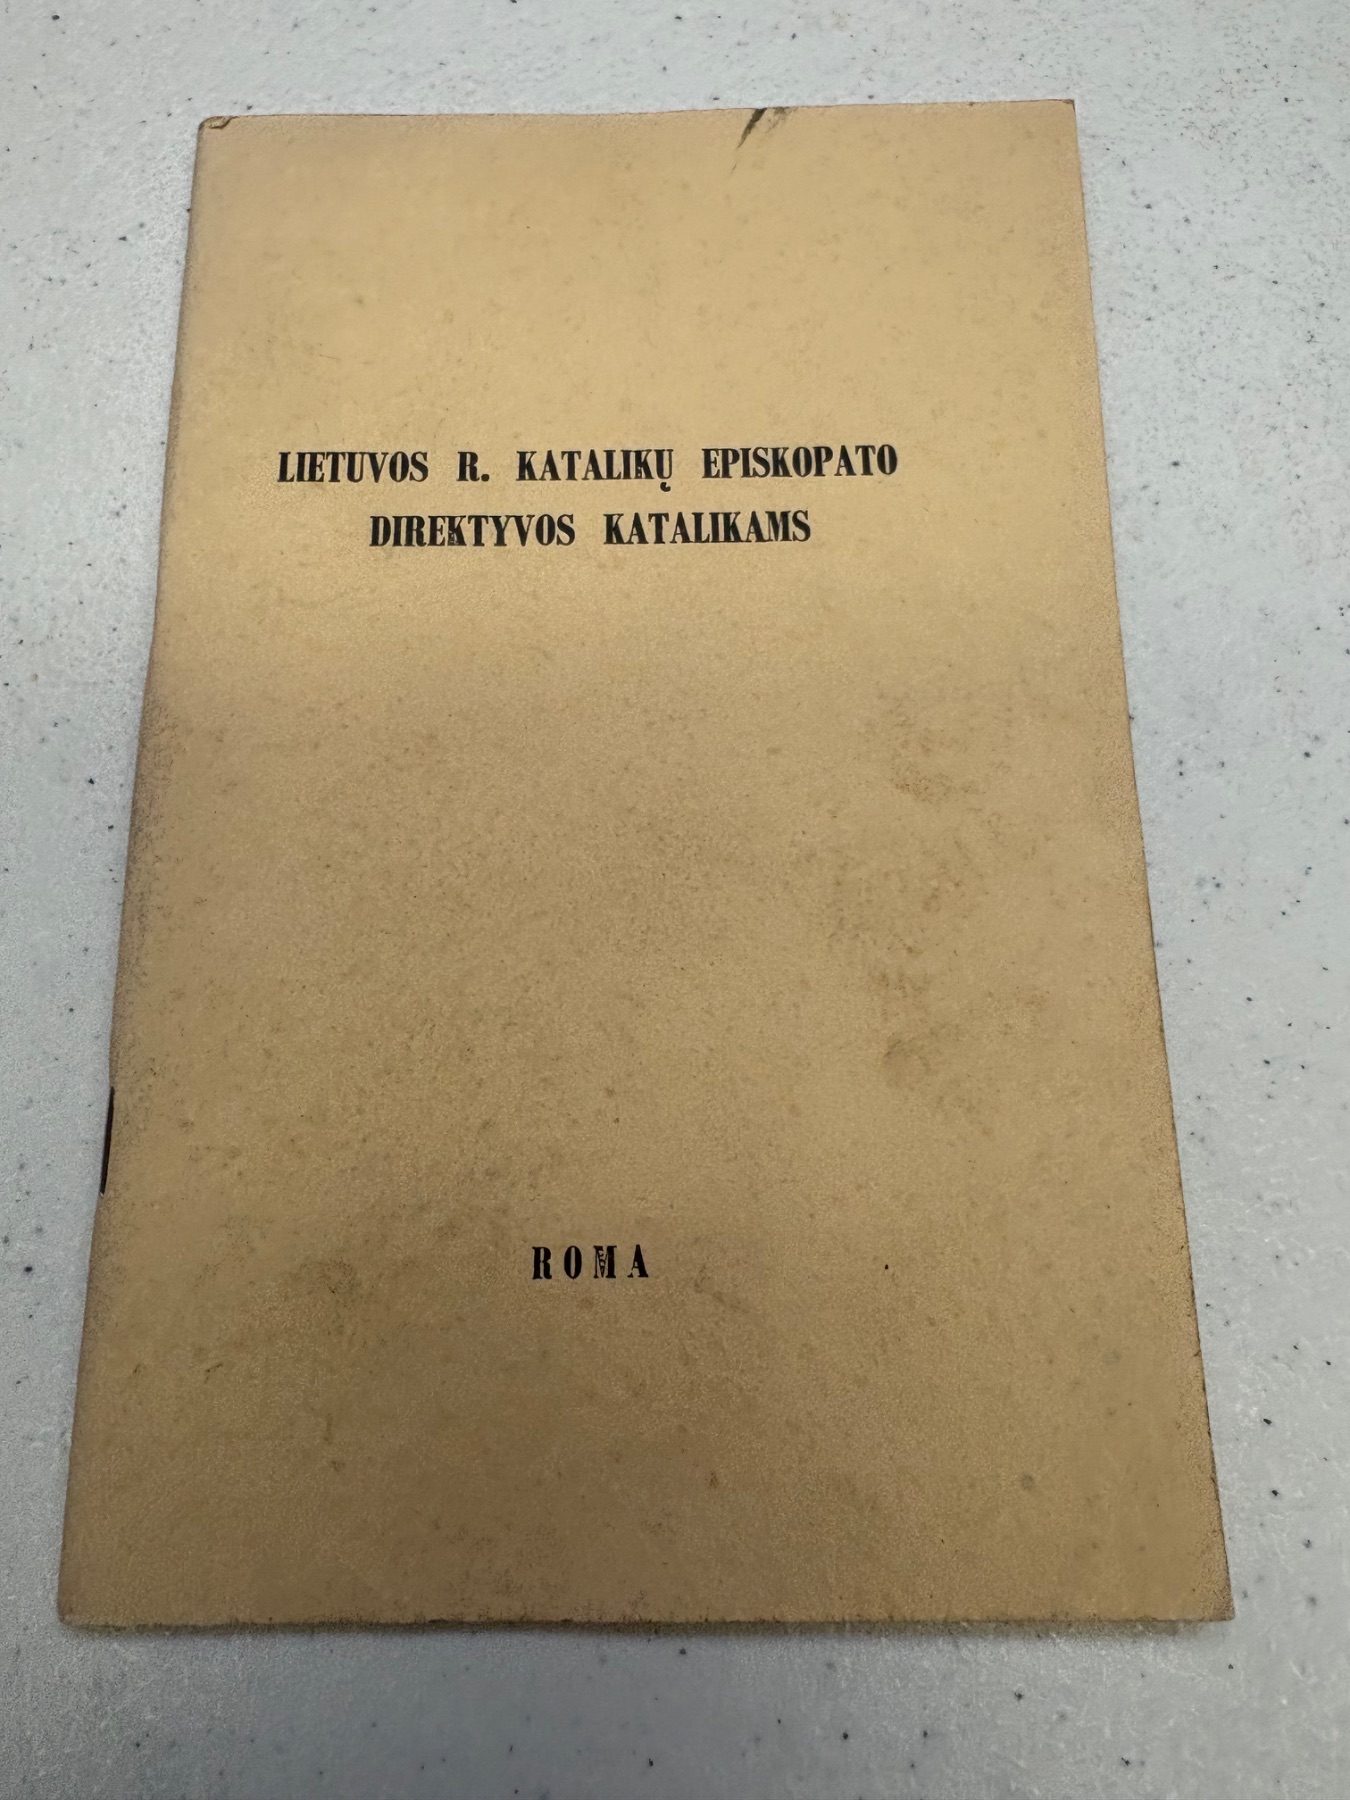 LIETUVOS R. KATALIKŲ EPISKOPATO
DIREKTYVOS KATALIKAMS
ROMA